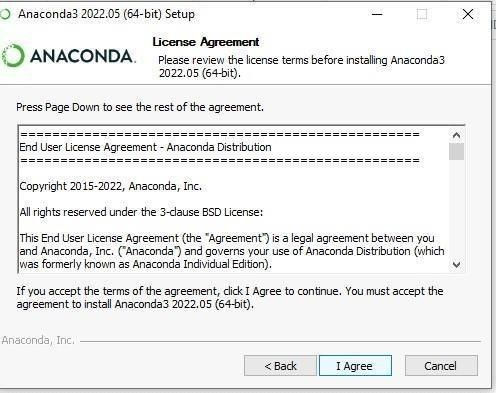 Anaconda3 2022.05 (64-bit) Setup
ANACONDA.
License Agreement
Please review the license terms before installing Anaconda3
2022.05 (64-bit).
Press Page Down to see the rest of the agreement.
====================================================
End User License Agreement - Anaconda Distribution
====================================================
Copyright 2015-2022, Anaconda, Inc.
All rights reserved under the 3-clause BSD License:
This End User License Agreement (the "Agreement") is a legal agreement between you
and Anaconda, Inc. ("Anaconda") and governs your use of Anaconda Distribution (which
was formerly known as Anaconda Individual Edition).
If you accept the terms of the agreement, click I Agree to continue. You must accept the
agreement to install Anaconda3 2022.05 (64-bit).
Anaconda, Inc.
< Back
I Agree
Cancel